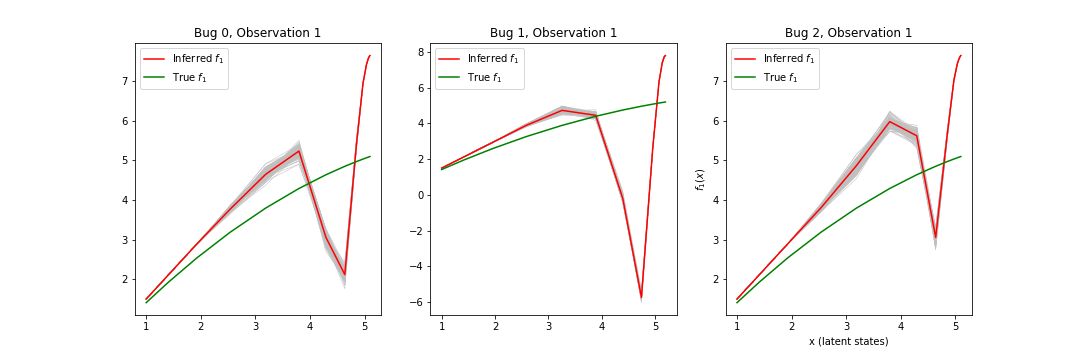 Bug 0, Observation 1
Inferred f₁
True f₁
7
6
5
4
3
2
1 2 3 4 5
Bug 1, Observation 1
Inferred f₁
True f₁
8
6
4
2
0
−2
−4
−6
1 2 3 4 5
Bug 2, Observation 1
Inferred f₁
True f₁
f₁(x)
7
6
5
4
3
2
1 2 3 4 5
x (latent states)